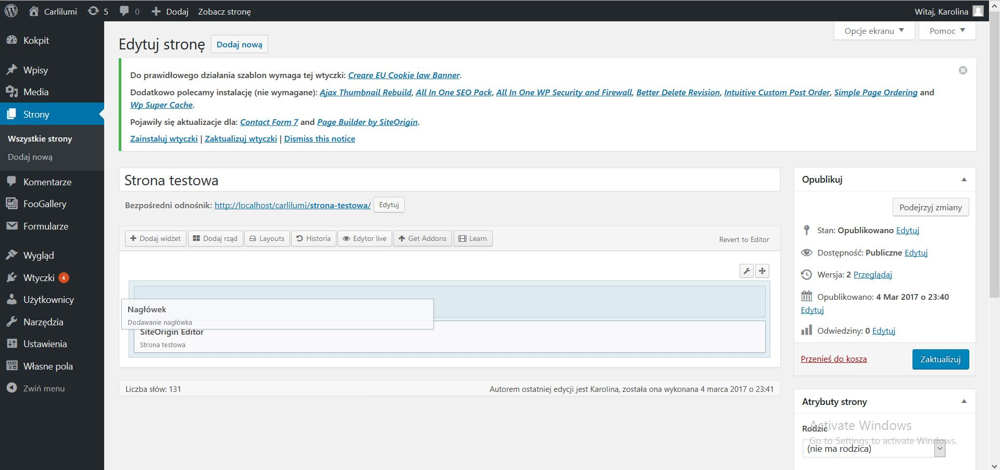 Carlilumi 5 0 Dodaj Zobacz stronę Witaj, Karolina
Kokpit
Wpisy
Media
Strony
Wszystkie strony
Dodaj nową
Komentarze
FooGallery
Formularze
Wygląd
Wtyczki 4
Użytkownicy
Narzędzia
Ustawienia
Własne pola
Zwiń menu
Opcje ekranu Pomoc
Edytuj stronę Dodaj nową
Do prawidłowego działania szablon wymaga tej wtyczki: Creare EU Cookie law Banner.
Dodatkowo polecamy instalację (nie wymagane): Ajax Thumbnail Rebuild, All In One SEO Pack, All In One WP Security and Firewall, Better Delete Revision, Intuitive Custom Post Order, Simple Page Ordering and
Wp Super Cache.
Pojawiły się aktualizacje dla: Contact Form 7 and Page Builder by SiteOrigin.
Zainstaluj wtyczki | Zaktualizuj wtyczki | Dismiss this notice
Strona testowa
Bezpośredni odnośnik: http://localhost/carlilumi/strona-testowa/ Edytuj
Dodaj widżet Dodaj rząd Layouts Historia Edytor live Get Addons Learn Revert to Editor
Nagłówek
Dodawanie nagłówka
SiteOrigin Editor
Strona testowa
Liczba słów: 131 Autorem ostatniej edycji jest Karolina, została ona wykonana 4 marca 2017 o 23:41
Opublikuj
Podejrzyj zmiany
Stan: Opublikowano Edytuj
Dostępność: Publiczne Edytuj
Wersja: 2 Przeglądaj
Opublikowano: 4 Mar 2017 o 23:40
Edytuj
Odwiedziny: 0 Edytuj
Przenieś do kosza Zaktualizuj
Atrybuty strony
Rodzic
(nie ma rodzica)
Activate Windows
Go to Settings to activate Windows.